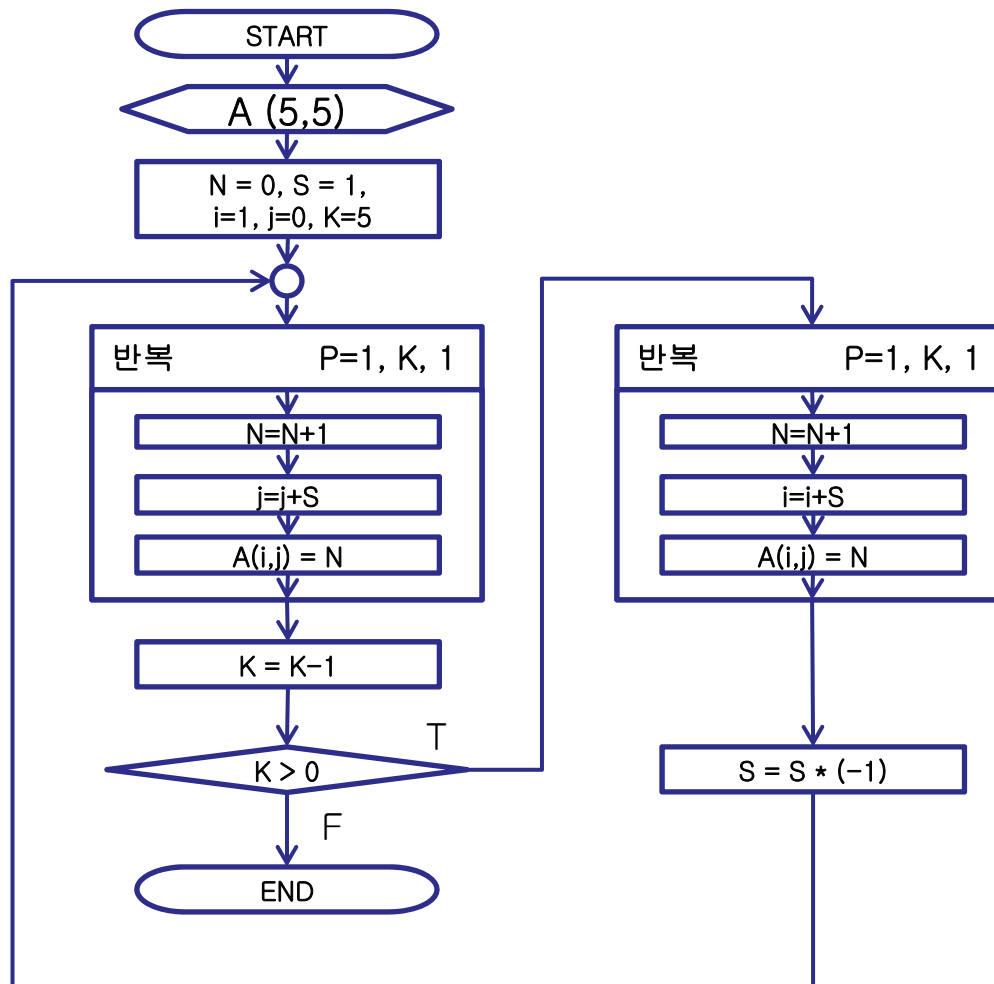 START
A (5,5)
N = 0, S = 1,
i=1, j=0, K=5
반복 P=1, K, 1
N=N+1
j=j+S
A(i,j) = N
K = K-1
K > 0
T
F
END
반복 P=1, K, 1
N=N+1
i=i+S
A(i,j) = N
S = S * (-1)